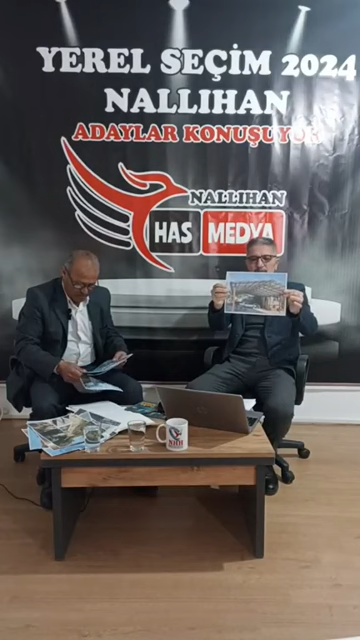 YEREL SEÇİM 2024
NALLIHAN
ADAYLAR KONUŞUYOR
NALLIHAN
HAS MEDYA